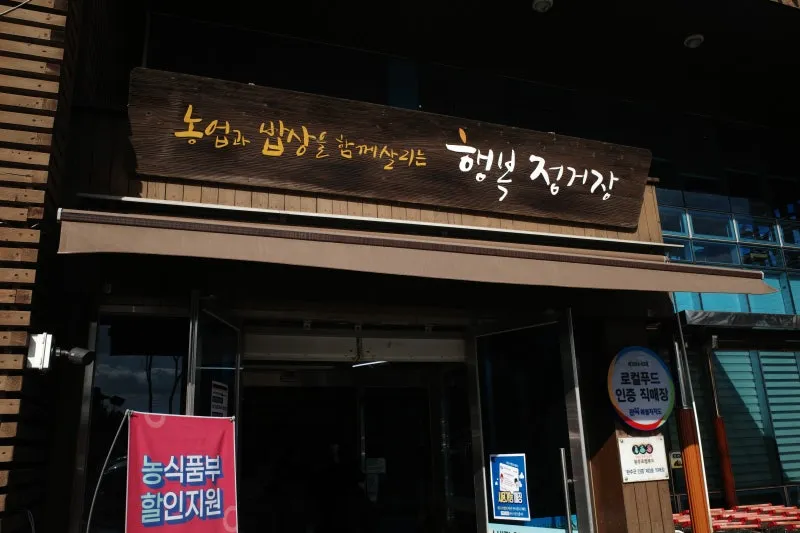 농업과 밥상을 함께살리는 행복 정거장
로컬푸드
인증 직매장
농식품부
할인지원